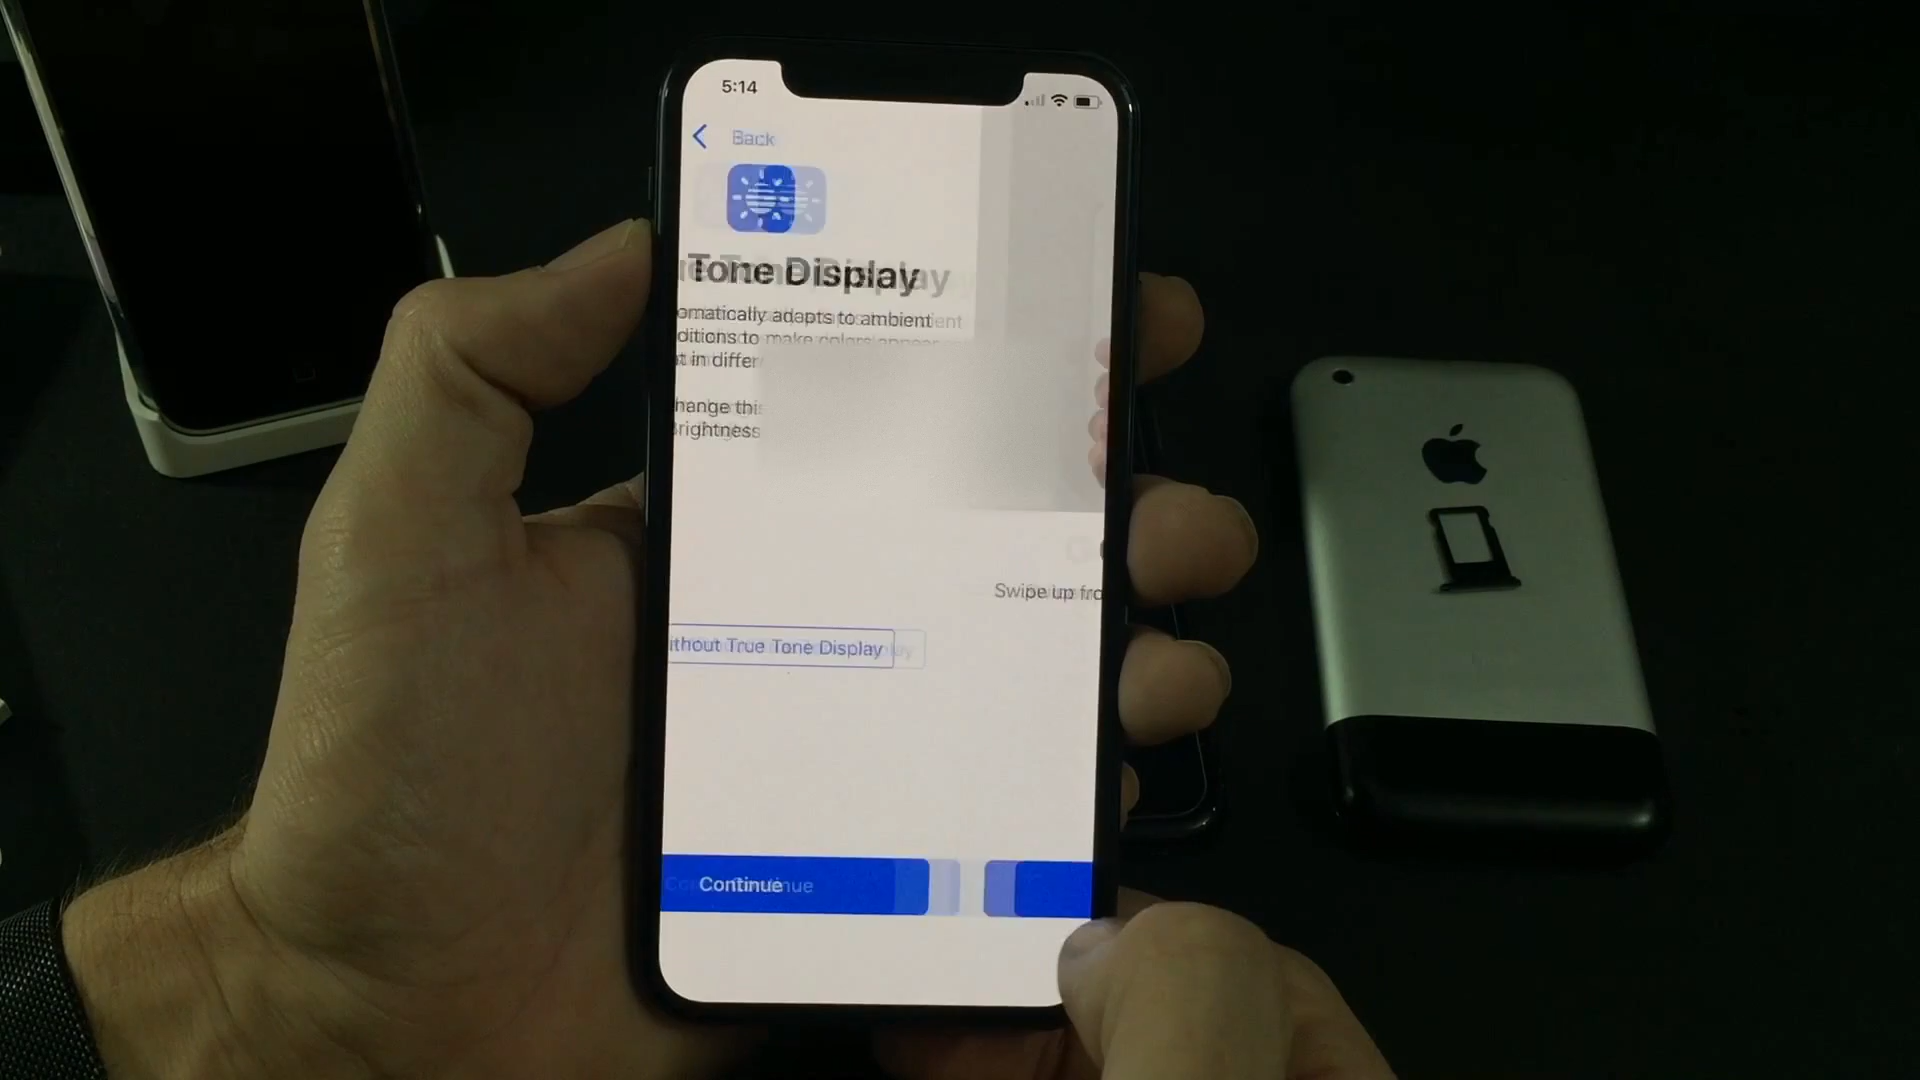 5:14
Back
Tone Display
omatically adapts to ambient
ditions to make colors appear
t in differ
hange this
Brightness
Swipe up fro
ithout True Tone Display
Continue